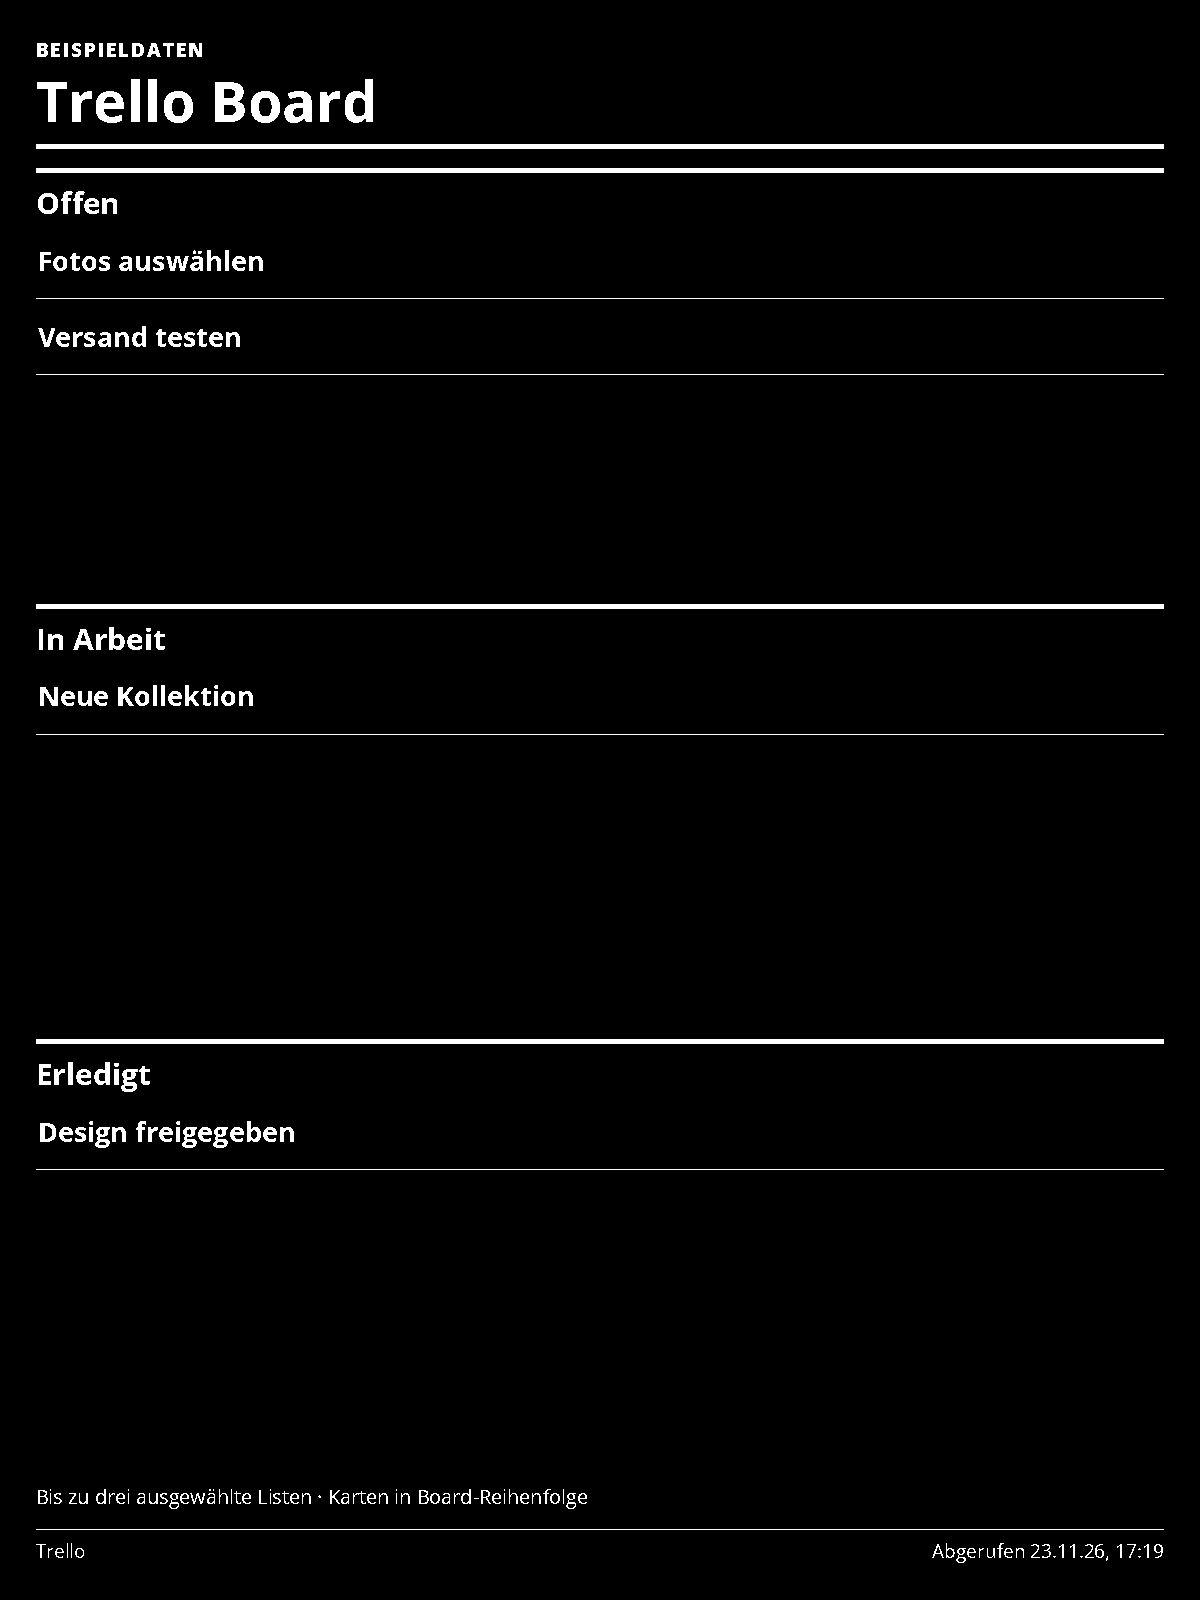 BEISPIELDATEN
Trello Board
Offen
Fotos auswählen
Versand testen
In Arbeit
Neue Kollektion
Erledigt
Design freigegeben
Bis zu drei ausgewählte Listen · Karten in Board-Reihenfolge
Trello
Abgerufen 23.11.26, 17:19